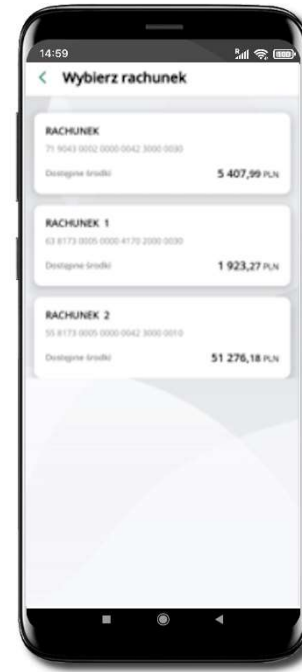 14:59
Wybierz rachunek
RACHUNEK
71 9043 0002 0000 0042 3000 0030
Dostępne środki 5 407,99 PLN
RACHUNEK 1
63 8173 0005 0000 4170 2000 0030
Dostępne środki 1 923,27 PLN
RACHUNEK 2
55 8173 0005 0000 0042 3000 0010
Dostępne środki 51 276,18 PLN